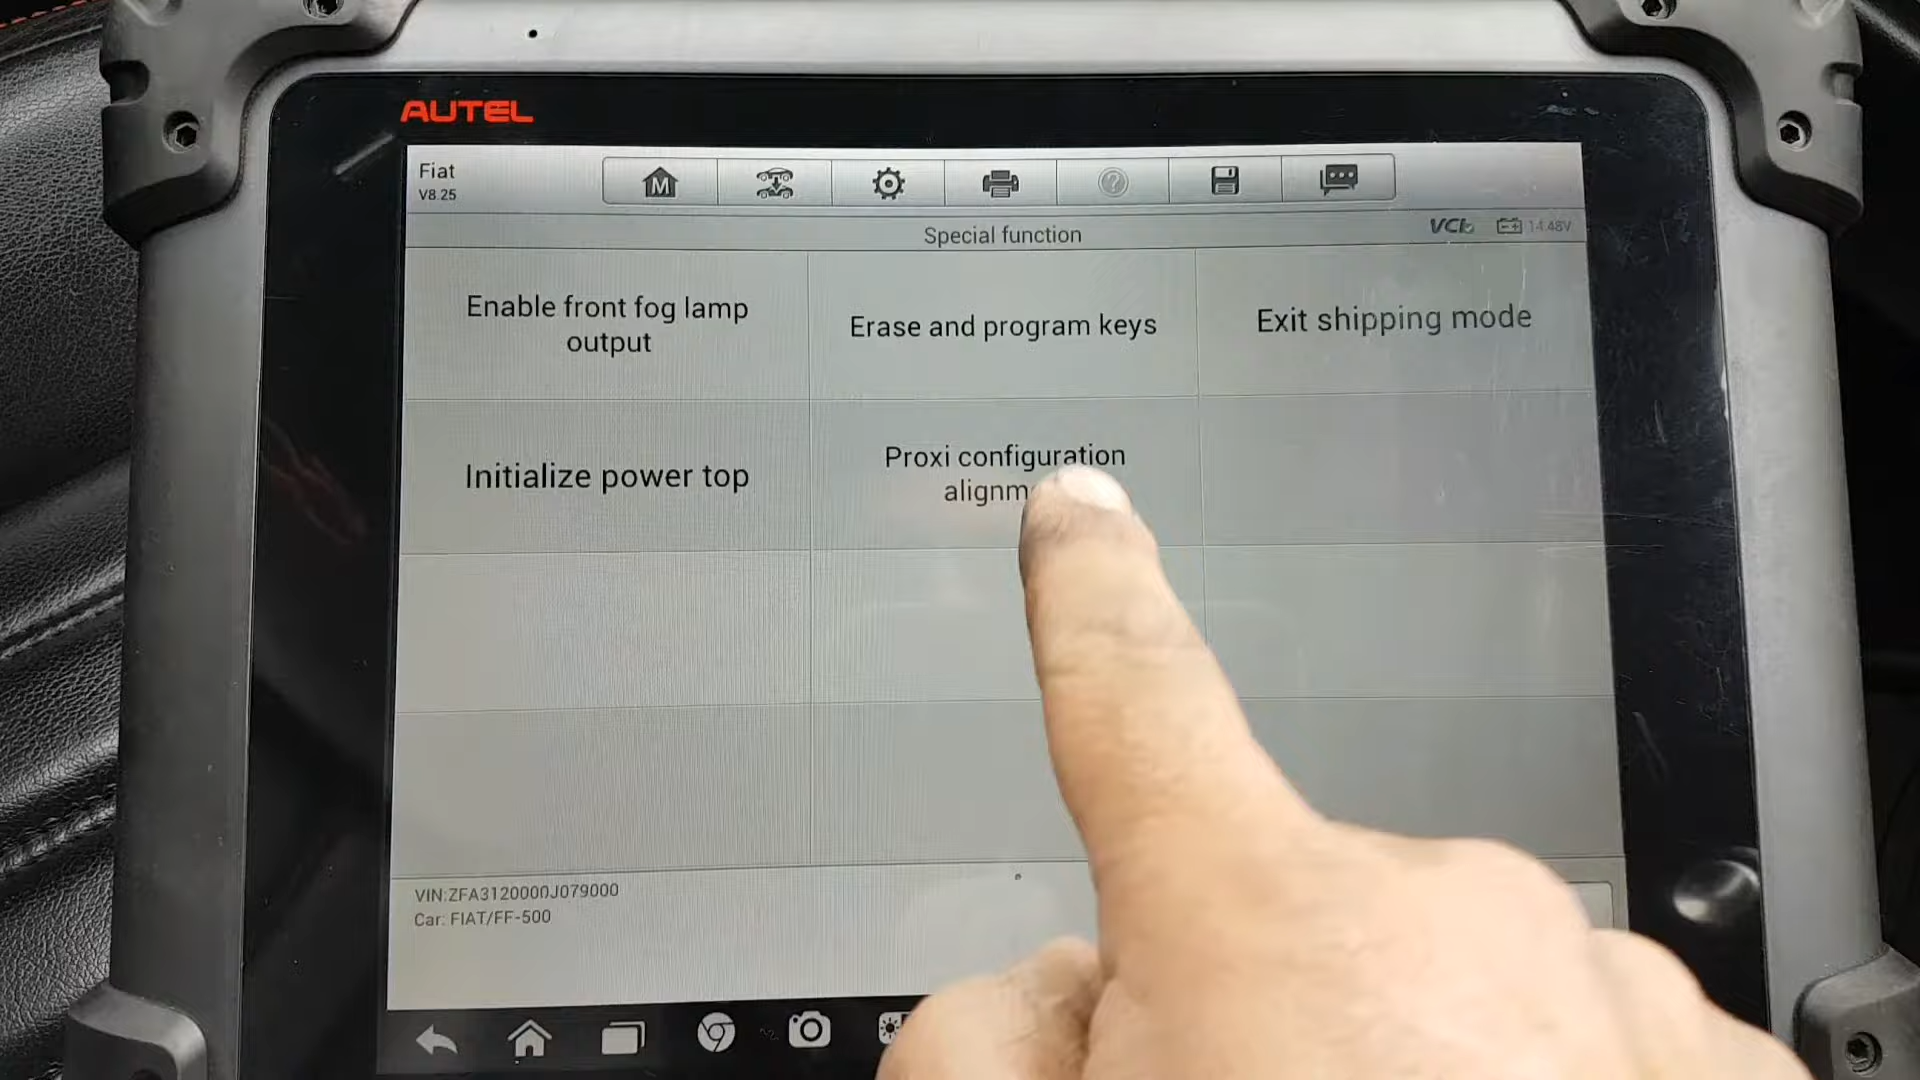 AUTEL
Fiat
V8.25
M
?
Special function
VCI
14.48V
Enable front fog lamp
output
Erase and program keys
Exit shipping mode
Initialize power top
Proxi configuration
alignm
VIN:ZFA3120000J079000
Car: FIAT/FF-500